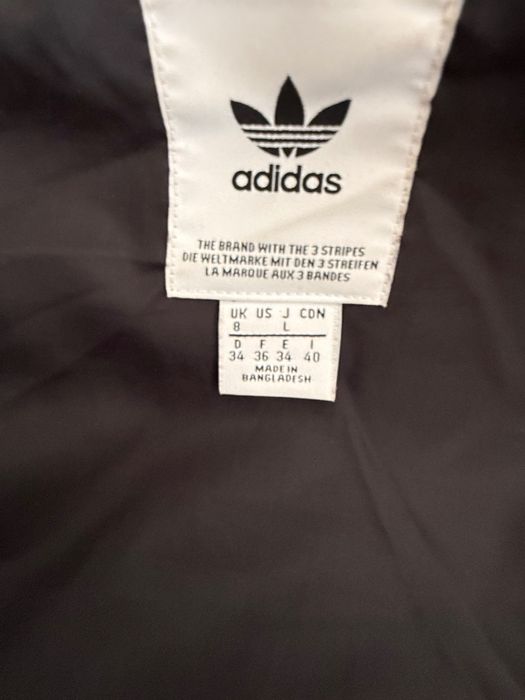 adidas
THE BRAND WITH THE 3 STRIPES
DIE WELTMARKE MIT DEN 3 STREIFEN
LA MARQUE AUX 3 BANDES
UK US J CDN
8 L
D F E I
34 36 34 40
MADE IN
BANGLADESH